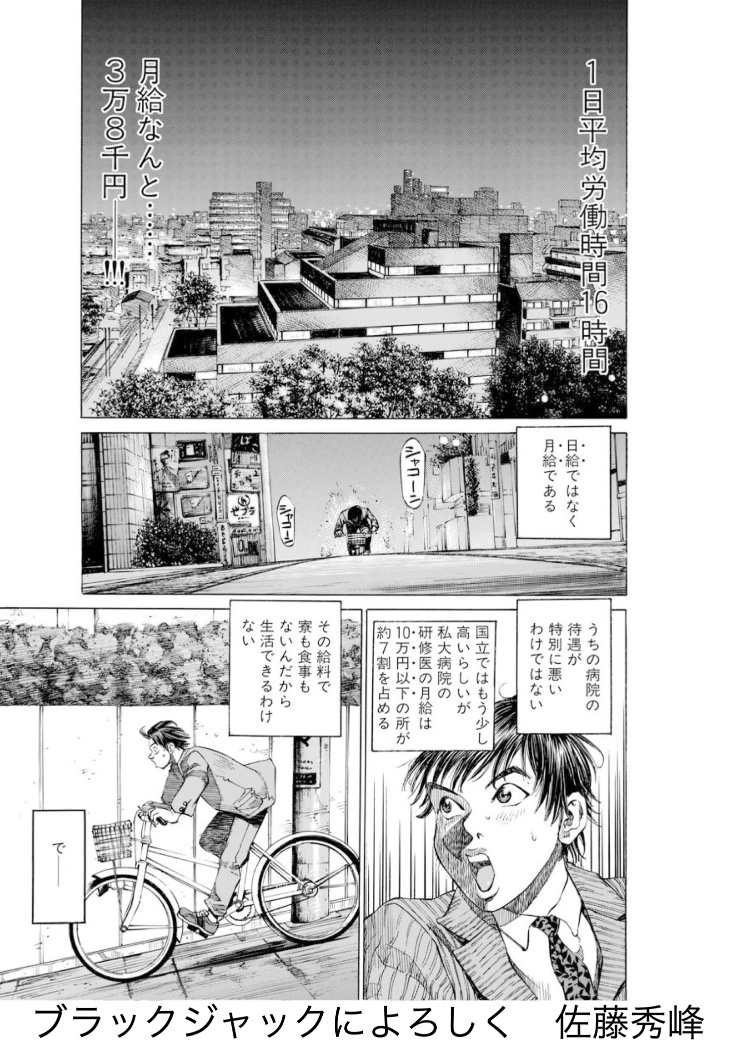 1日平均労働時間16時間
月給なんと……
3万8千円――!!!
日給ではなく
月給である
シャコーン
シャコーン
ゼブラ
うちの病院の
待遇が
特別に悪い
わけではない
国立ではもう少し
高いらしいが
私大病院の
研修医の月給は
10万円以下の所が
約7割を占める
その給料で
寮も食事も
ないんだから
生活できるわけ
ない
で――
ブラックジャックによろしく 佐藤秀峰